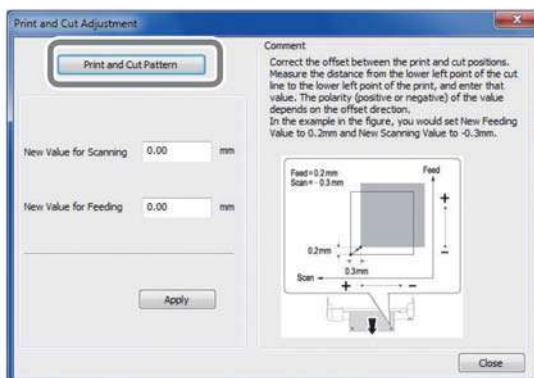 Print and Cut Adjustment
Print and Cut Pattern
New Value for Scanning
0.00
mm
New Value for Feeding
0.00
mm
Apply
Comment
Correct the offset between the print and cut positions.
Measure the distance from the lower left point of the cut
line to the lower left point of the print, and enter that
value. The polarity (positive or negative) of the value
depends on the offset direction.
In the example in the figure, you would set New Feeding
Value to 0.2mm and New Scanning Value to -0.3mm.
Feed=0.2mm
Scan=-0.3mm
Feed
+
-
0.2mm
0.3mm
Scan
+
-
Close